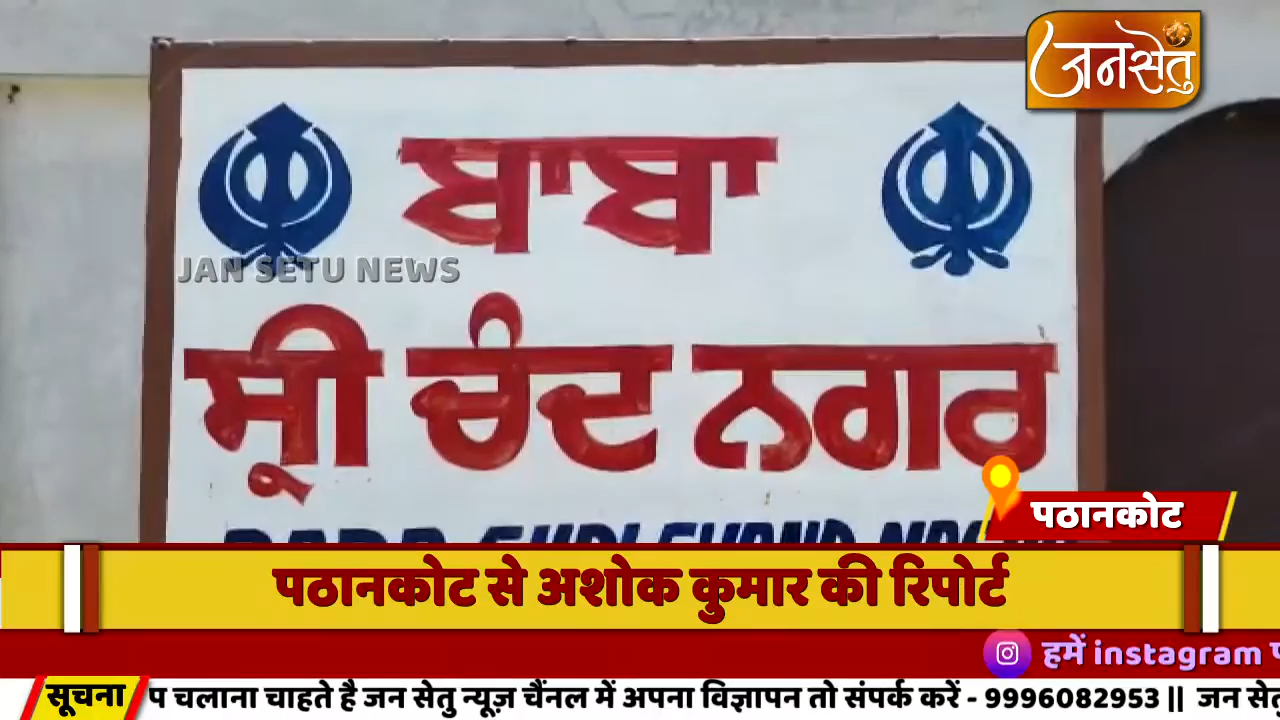 जनसेतु
ਬਾਬਾ
JAN SETU NEWS
ਸ੍ਰੀ ਚੰਦ ਨਗਰ
पठानकोट
पठानकोट से अशोक कुमार की रिपोर्ट
हमें instagram
सूचना
चलाना चाहते है जन सेतु न्यूज़ चैंनल में अपना विज्ञापन तो संपर्क करें - 9996082953 || जन